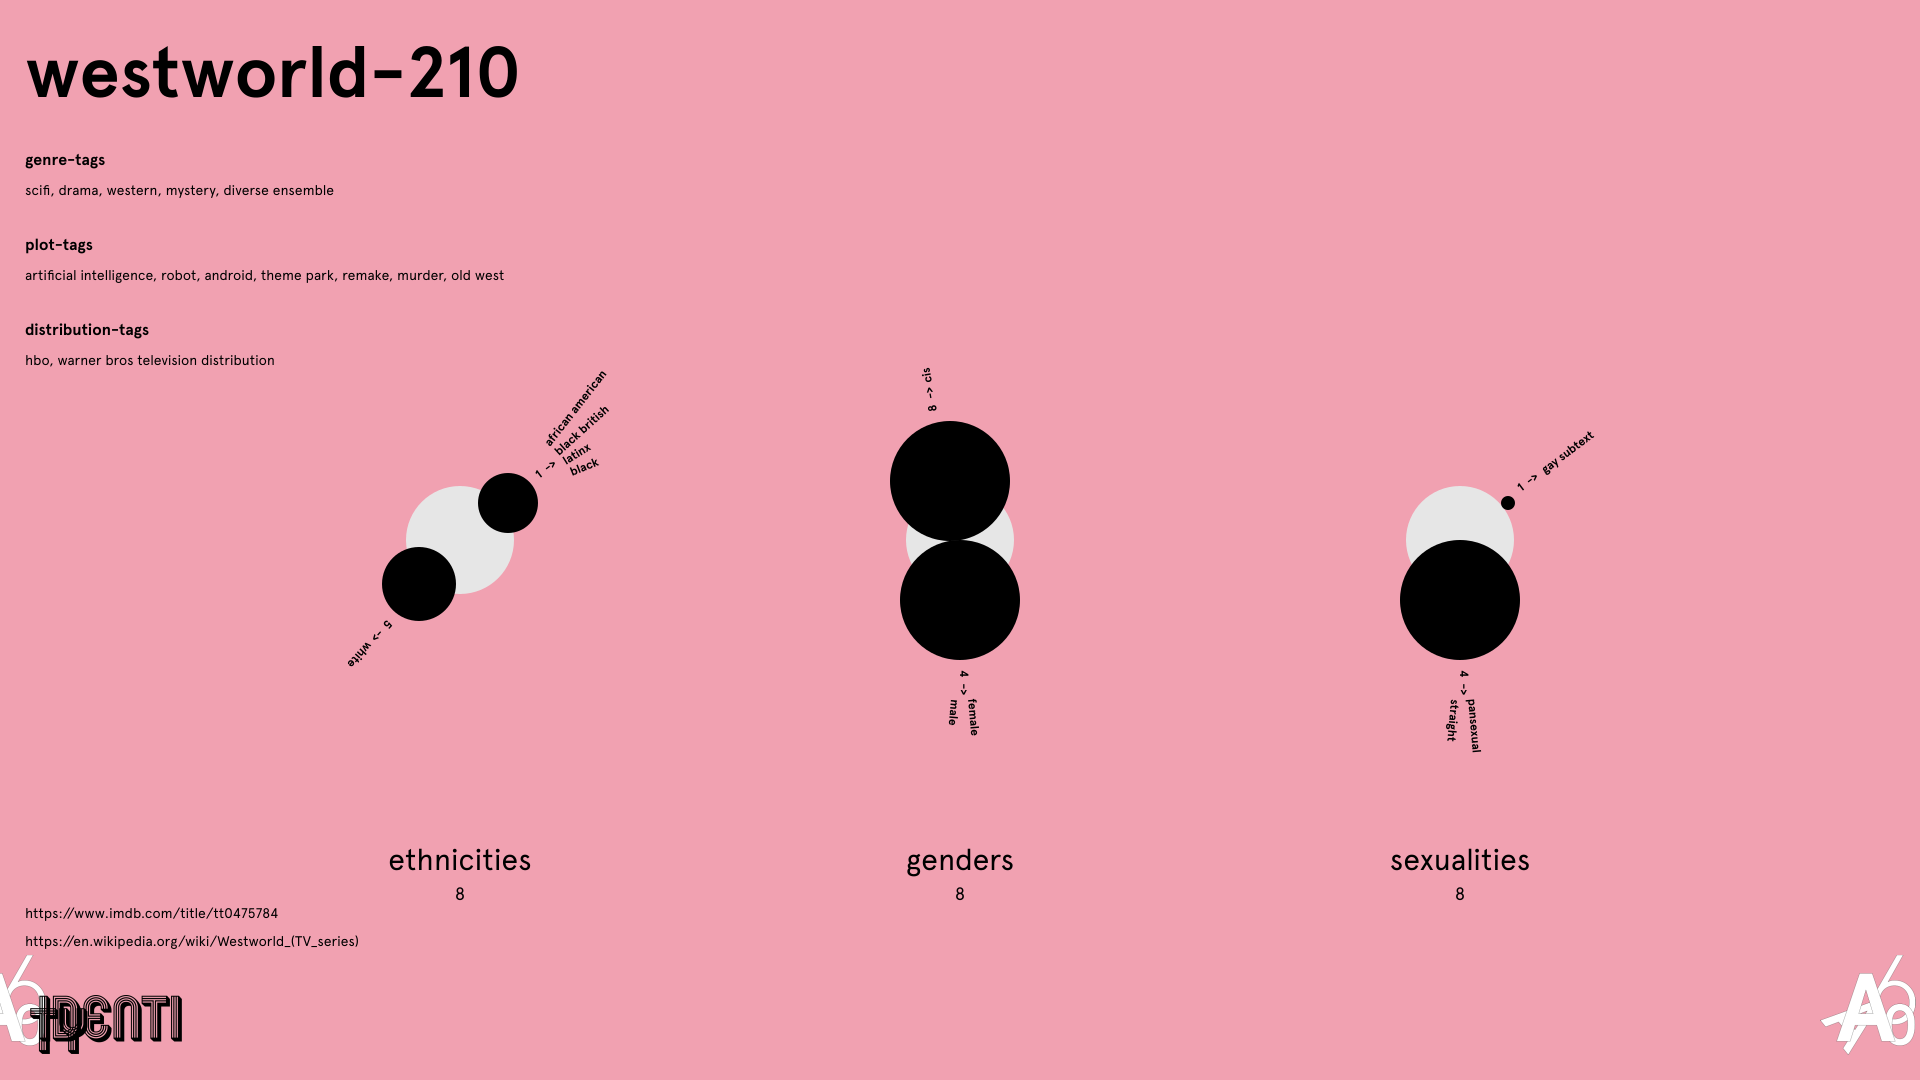 westworld-210
genre-tags
scifi, drama, western, mystery, diverse ensemble
plot-tags
artificial intelligence, robot, android, theme park, remake, murder, old west
distribution-tags
hbo, warner bros television distribution
1 -> african american
black british
latinx
black
5 -> white
8 -> cis
4 -> female
male
1 -> gay subtext
4 -> pansexual
straight
ethnicities
8
genders
8
sexualities
8
https://www.imdb.com/title/tt0475784
https://en.wikipedia.org/wiki/Westworld_(TV_series)
IDENTI